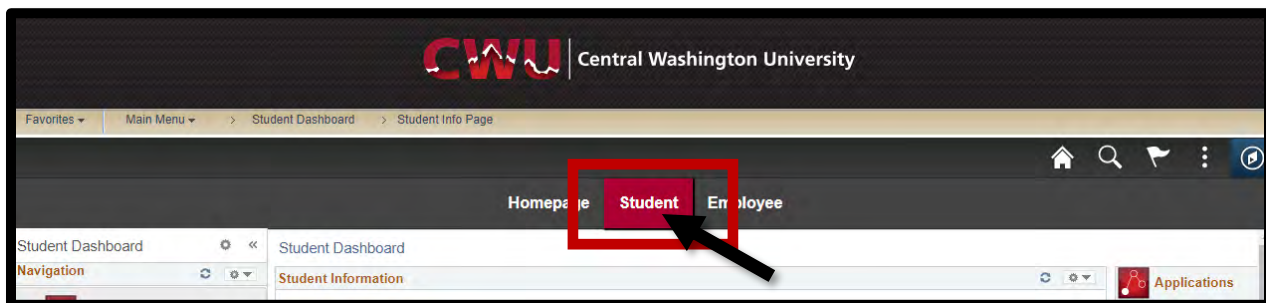 CWU Central Washington University
Favorites Main Menu > Student Dashboard > Student Info Page
Homepage Student Employee
Student Dashboard «
Student Dashboard
Navigation
Student Information
Applications